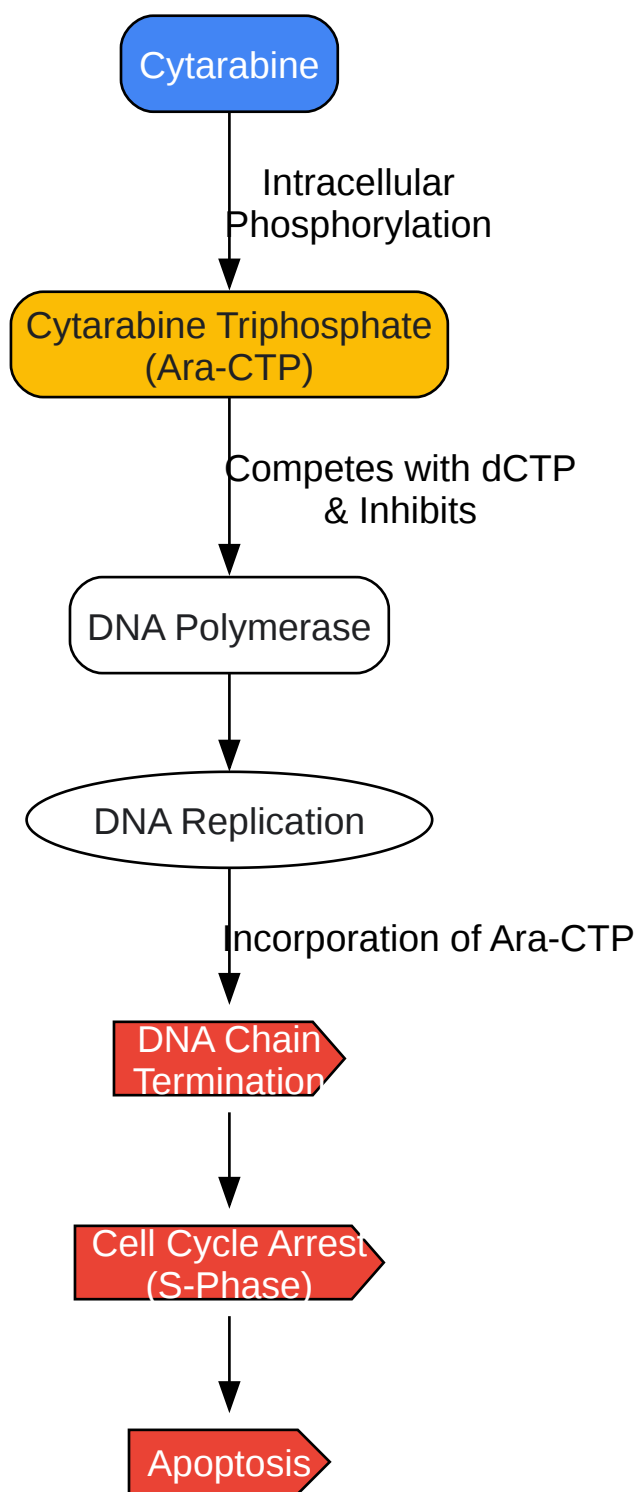 Cytarabine
Intracellular
Phosphorylation
Cytarabine Triphosphate
(Ara-CTP)
Competes with dCTP
& Inhibits
DNA Polymerase
DNA Replication
Incorporation of Ara-CTP
DNA Chain
Termination
Cell Cycle Arrest
(S-Phase)
Apoptosis